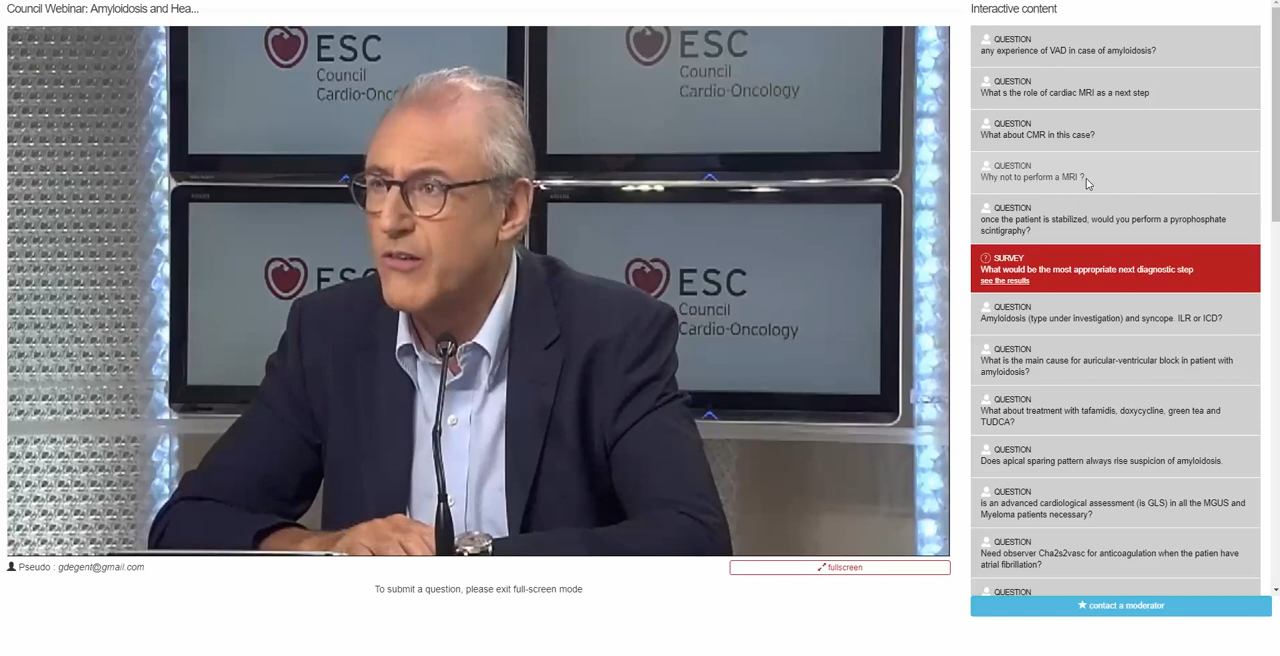 Council Webinar: Amyloidosis and Hea...
ESC
Council
Cardio-Onc
ESC
Council
Cardio-Oncology
ESC
Council
ESC
Council
Cardio-Oncology
Pseudo : gdegent@gmail.com
fullscreen
To submit a question, please exit full-screen mode
Interactive content
QUESTION
any experience of VAD in case of amyloidosis?
QUESTION
What s the role of cardiac MRI as a next step
QUESTION
What about CMR in this case?
QUESTION
Why not to perform a MRI ?
QUESTION
once the patient is stabilized, would you perform a pyrophosphate
scintigraphy?
SURVEY
What would be the most appropriate next diagnostic step
see the results
QUESTION
Amyloidosis (type under investigation) and syncope. ILR or ICD?
QUESTION
What is the main cause for auricular-ventricular block in patient with
amyloidosis?
QUESTION
What about treatment with tafamidis, doxycycline, green tea and
TUDCA?
QUESTION
Does apical sparing pattern always rise suspicion of amyloidosis.
QUESTION
is an advanced cardiological assessment (is GLS) in all the MGUS and
Myeloma patients necessary?
QUESTION
Need observer Cha2s2vasc for anticoagulation when the patien have
atrial fibrillation?
QUESTION
contact a moderator